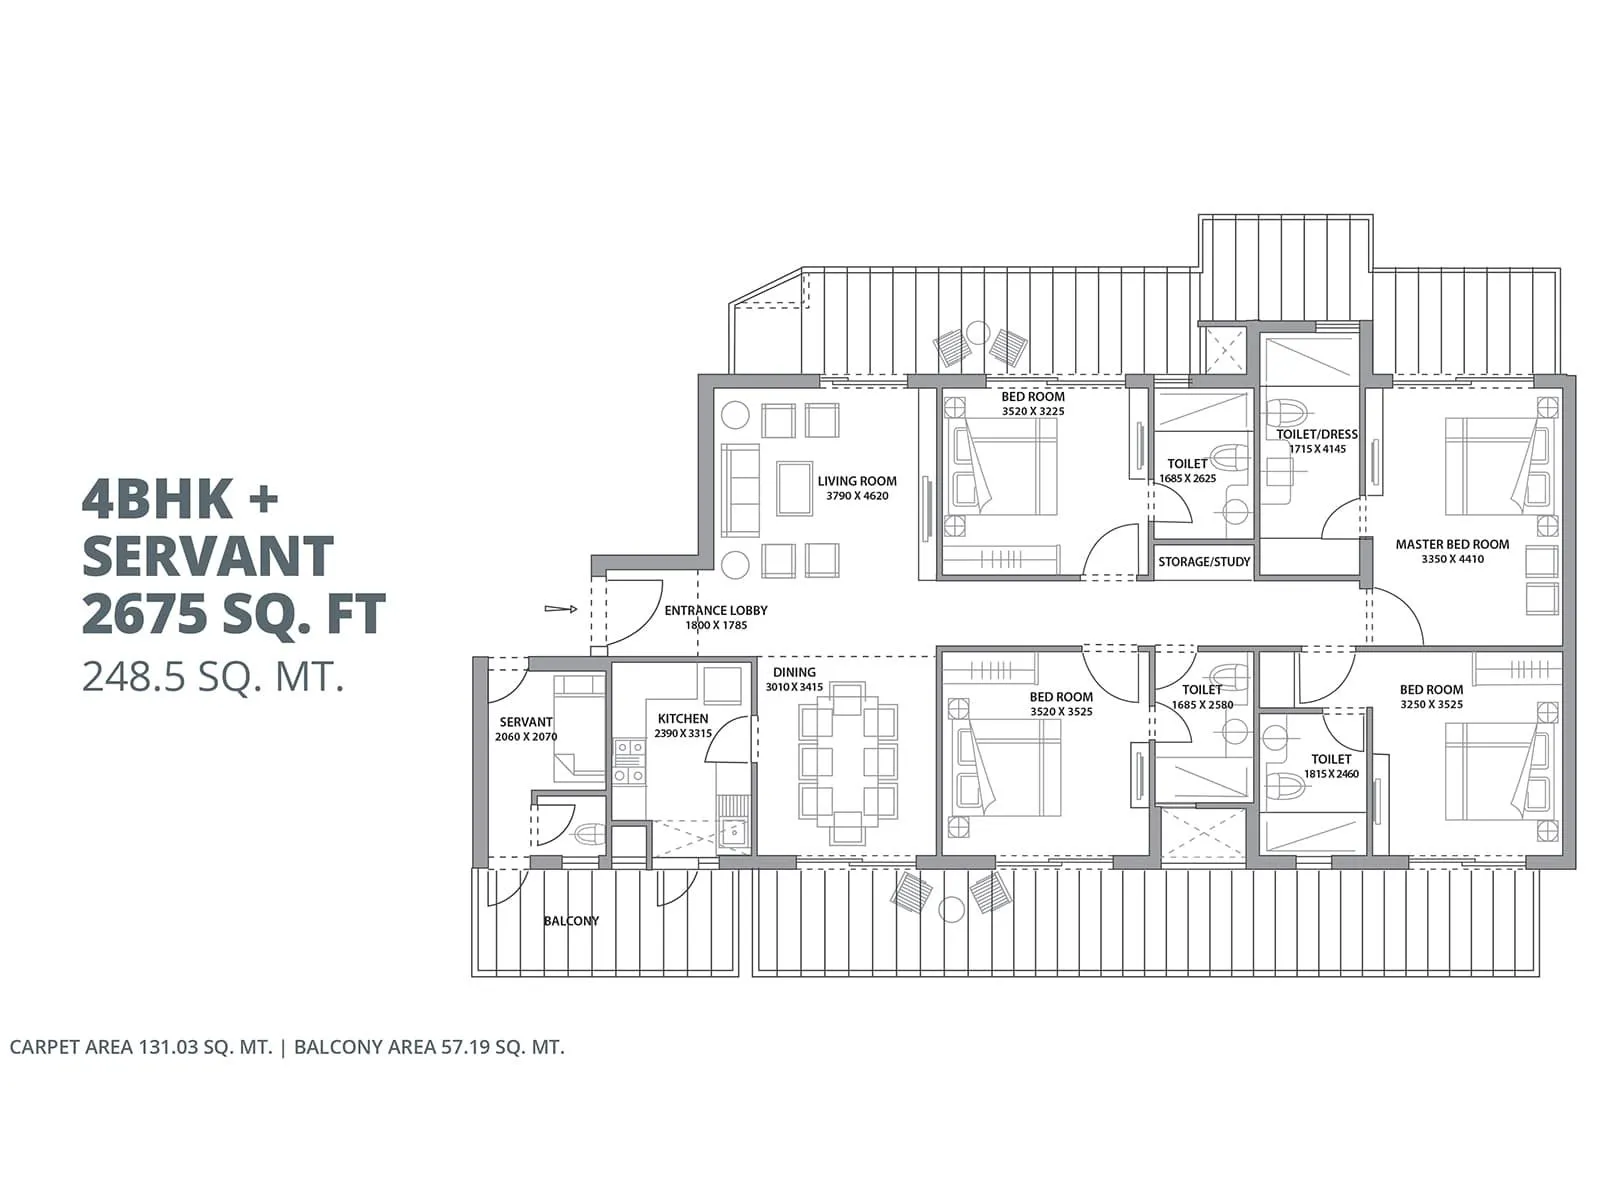 4BHK +
SERVANT
2675 SQ. FT
248.5 SQ. MT.
BED ROOM
3520 X 3225
TOILET/DRESS
1715 X 4145
TOILET
1685 X 2625
LIVING ROOM
3790 X 4620
MASTER BED ROOM
3350 X 4410
STORAGE/STUDY
ENTRANCE LOBBY
1800 X 1785
DINING
3010 X 3415
BED ROOM
3520 X 3525
TOILET
1685 X 2580
BED ROOM
3250 X 3525
SERVANT
2060 X 2070
KITCHEN
2390 X 3315
TOILET
1815 X 2460
BALCONY
CARPET AREA 131.03 SQ. MT. | BALCONY AREA 57.19 SQ. MT.